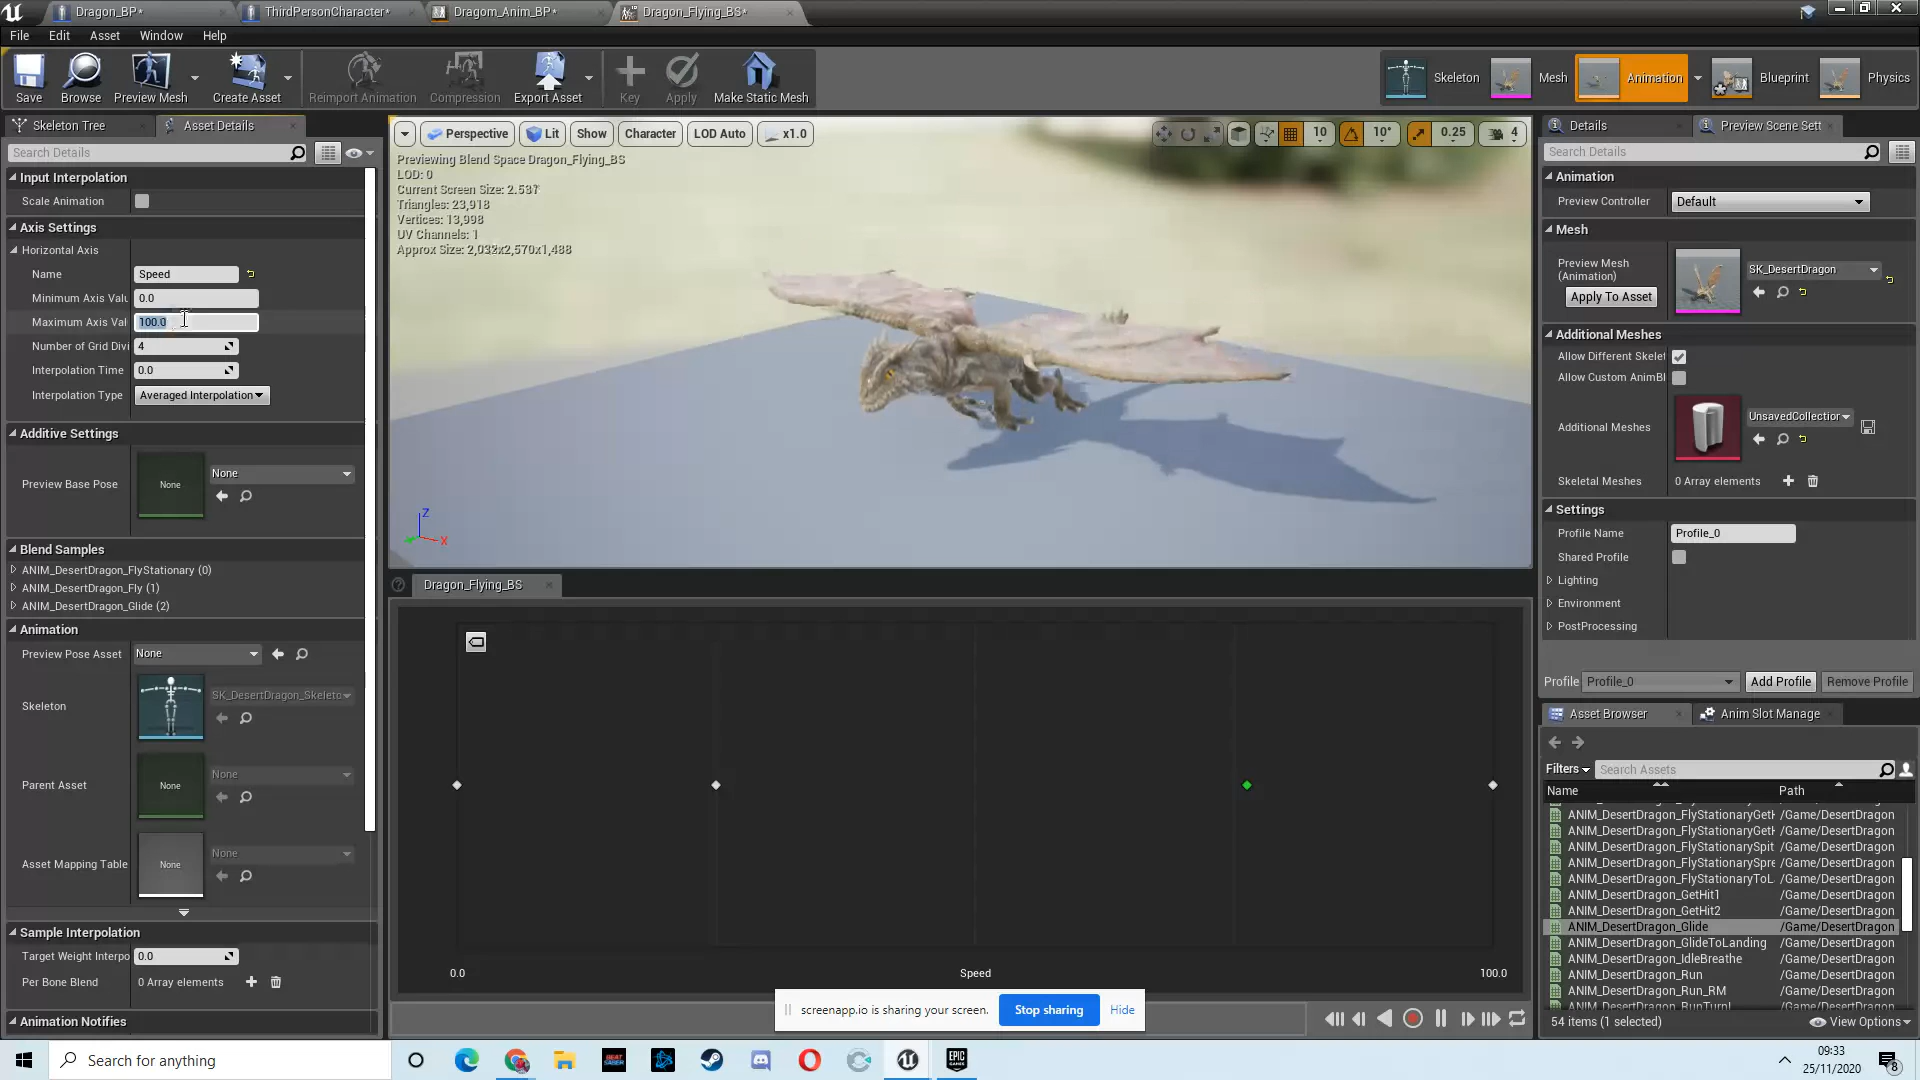 Dragon_BP*
ThirdPersonCharacter*
Dragom_Anim_BP*
Dragon_Flying_BS*
File Edit Asset Window Help
Save
Browse
Preview Mesh
Create Asset
Reimport Animation
Compression
Export Asset
Key
Apply
Make Static Mesh
Skeleton
Mesh
Animation
Blueprint
Physics
Skeleton Tree
Asset Details
Search Details
Input Interpolation
Scale Animation
Axis Settings
Horizontal Axis
Name Speed
Minimum Axis Valu 0.0
Maximum Axis Val 100.0
Number of Grid Divi 4
Interpolation Time 0.0
Interpolation Type Averaged Interpolation
Additive Settings
Preview Base Pose None None
Blend Samples
ANIM_DesertDragon_FlyStationary (0)
ANIM_DesertDragon_Fly (1)
ANIM_DesertDragon_Glide (2)
Animation
Preview Pose Asset None
Skeleton SK_DesertDragon_Skeleto
Parent Asset None None
Asset Mapping Table None None
Sample Interpolation
Target Weight Interpo 0.0
Per Bone Blend 0 Array elements
Animation Notifies
Perspective Lit Show Character LOD Auto x1.0
10 10° 0.25 4
Previewing Blend Space Dragon_Flying_BS
LOD: 0
Current Screen Size: 2.537
Triangles: 23,918
Vertices: 13,998
UV Channels: 1
Approx Size: 2,032x2,570x1,488
Z
X
Dragon_Flying_BS
0.0 Speed 100.0
screenapp.io is sharing your screen. Stop sharing Hide
Details
Preview Scene Sett
Search Details
Animation
Preview Controller Default
Mesh
Preview Mesh
(Animation)
Apply To Asset
SK_DesertDragon
Additional Meshes
Allow Different Skelet
Allow Custom AnimBl
Additional Meshes UnsavedCollection
Skeletal Meshes 0 Array elements
Settings
Profile Name Profile_0
Shared Profile
Lighting
Environment
PostProcessing
Profile Profile_0 Add Profile Remove Profile
Asset Browser
Anim Slot Manage
Filters Search Assets
Name Path
ANIM_DesertDragon_FlyStationaryGetH /Game/DesertDragon
ANIM_DesertDragon_FlyStationaryGetH /Game/DesertDragon
ANIM_DesertDragon_FlyStationarySpit /Game/DesertDragon
ANIM_DesertDragon_FlyStationarySpre /Game/DesertDragon
ANIM_DesertDragon_FlyStationaryToL /Game/DesertDragon
ANIM_DesertDragon_GetHit1 /Game/DesertDragon
ANIM_DesertDragon_GetHit2 /Game/DesertDragon
ANIM_DesertDragon_Glide /Game/DesertDragon
ANIM_DesertDragon_GlideToLanding /Game/DesertDragon
ANIM_DesertDragon_IdleBreathe /Game/DesertDragon
ANIM_DesertDragon_Run /Game/DesertDragon
ANIM_DesertDragon_Run_RM /Game/DesertDragon
ANIM_DesertDragon_RunTurnL /Game/DesertDragon
54 items (1 selected) View Options
Search for anything
BEAT SABER
EPIC GAMES
09:33
25/11/2020
8